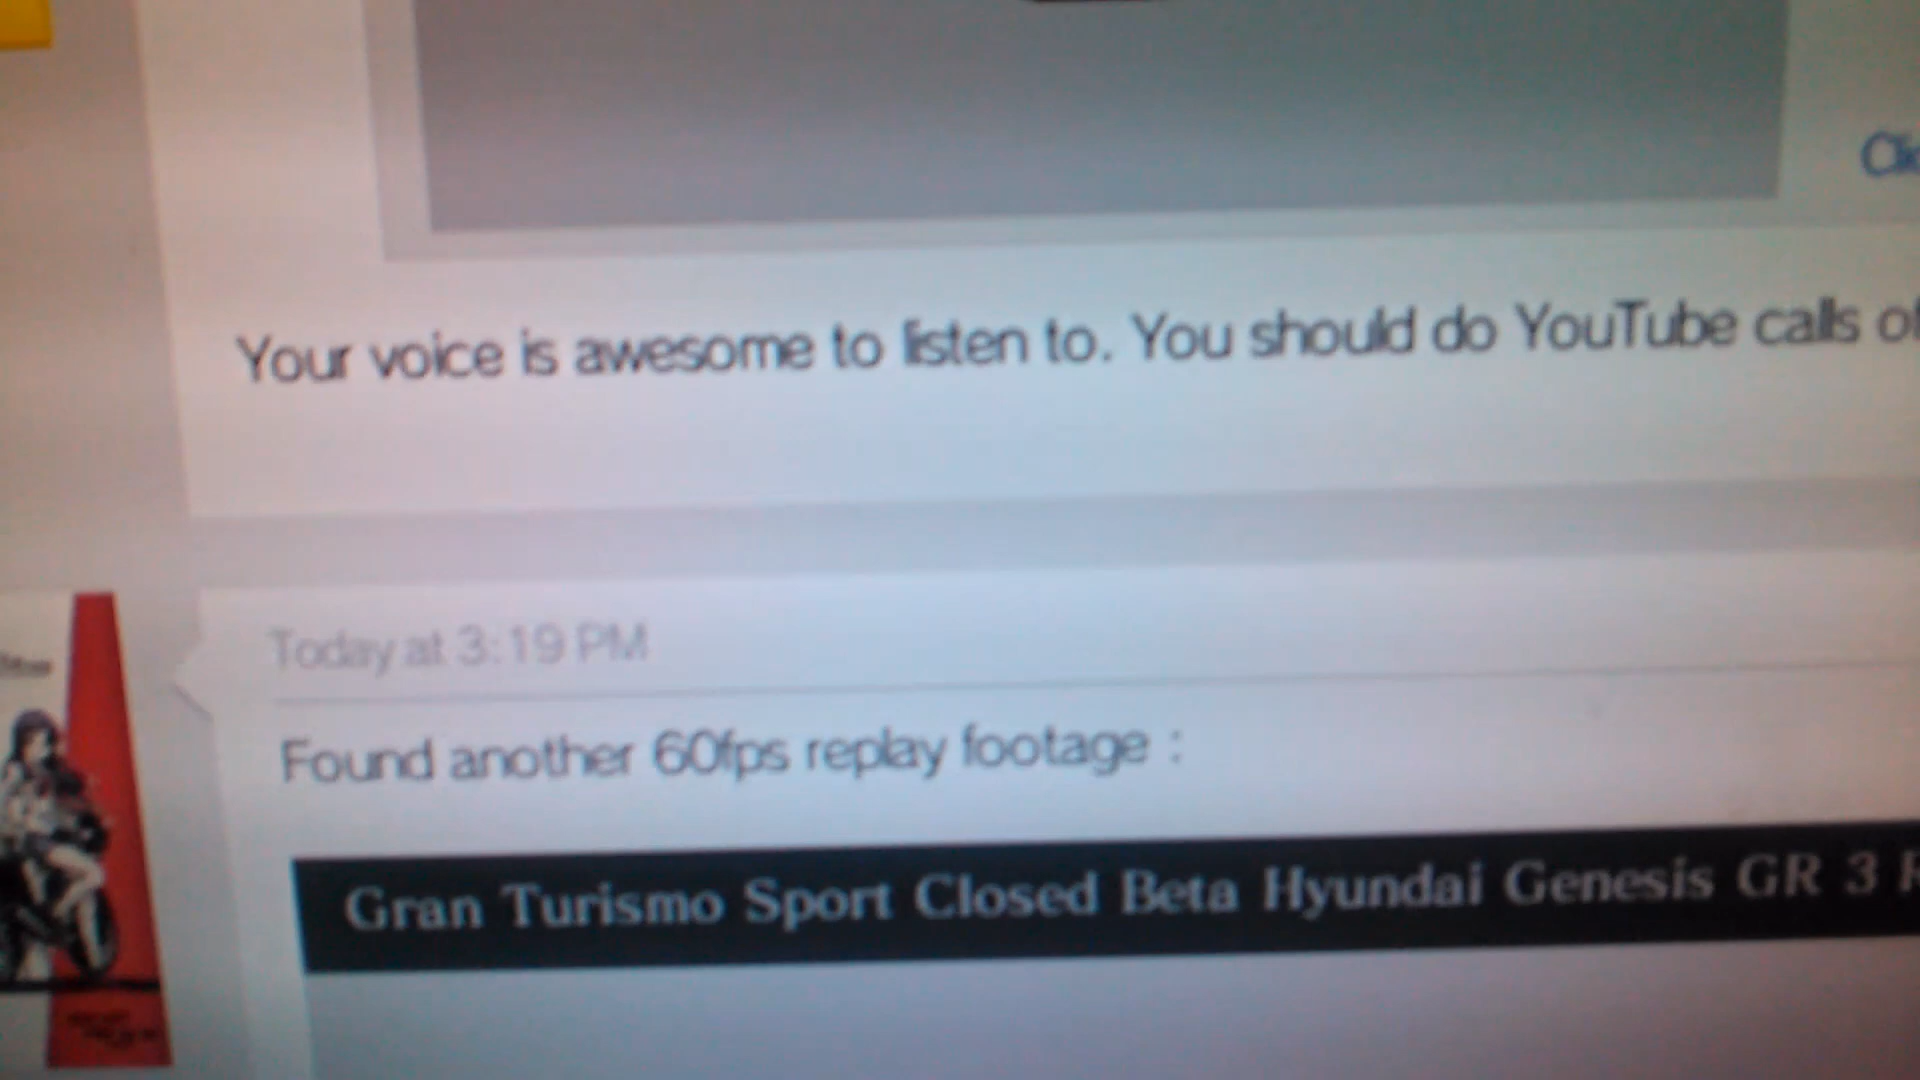 Your voice is awesome to listen to. You should do YouTube calls of
Today at 3:19 PM
Found another 60fps replay footage :
Gran Turismo Sport Closed Beta Hyundai Genesis GR 3